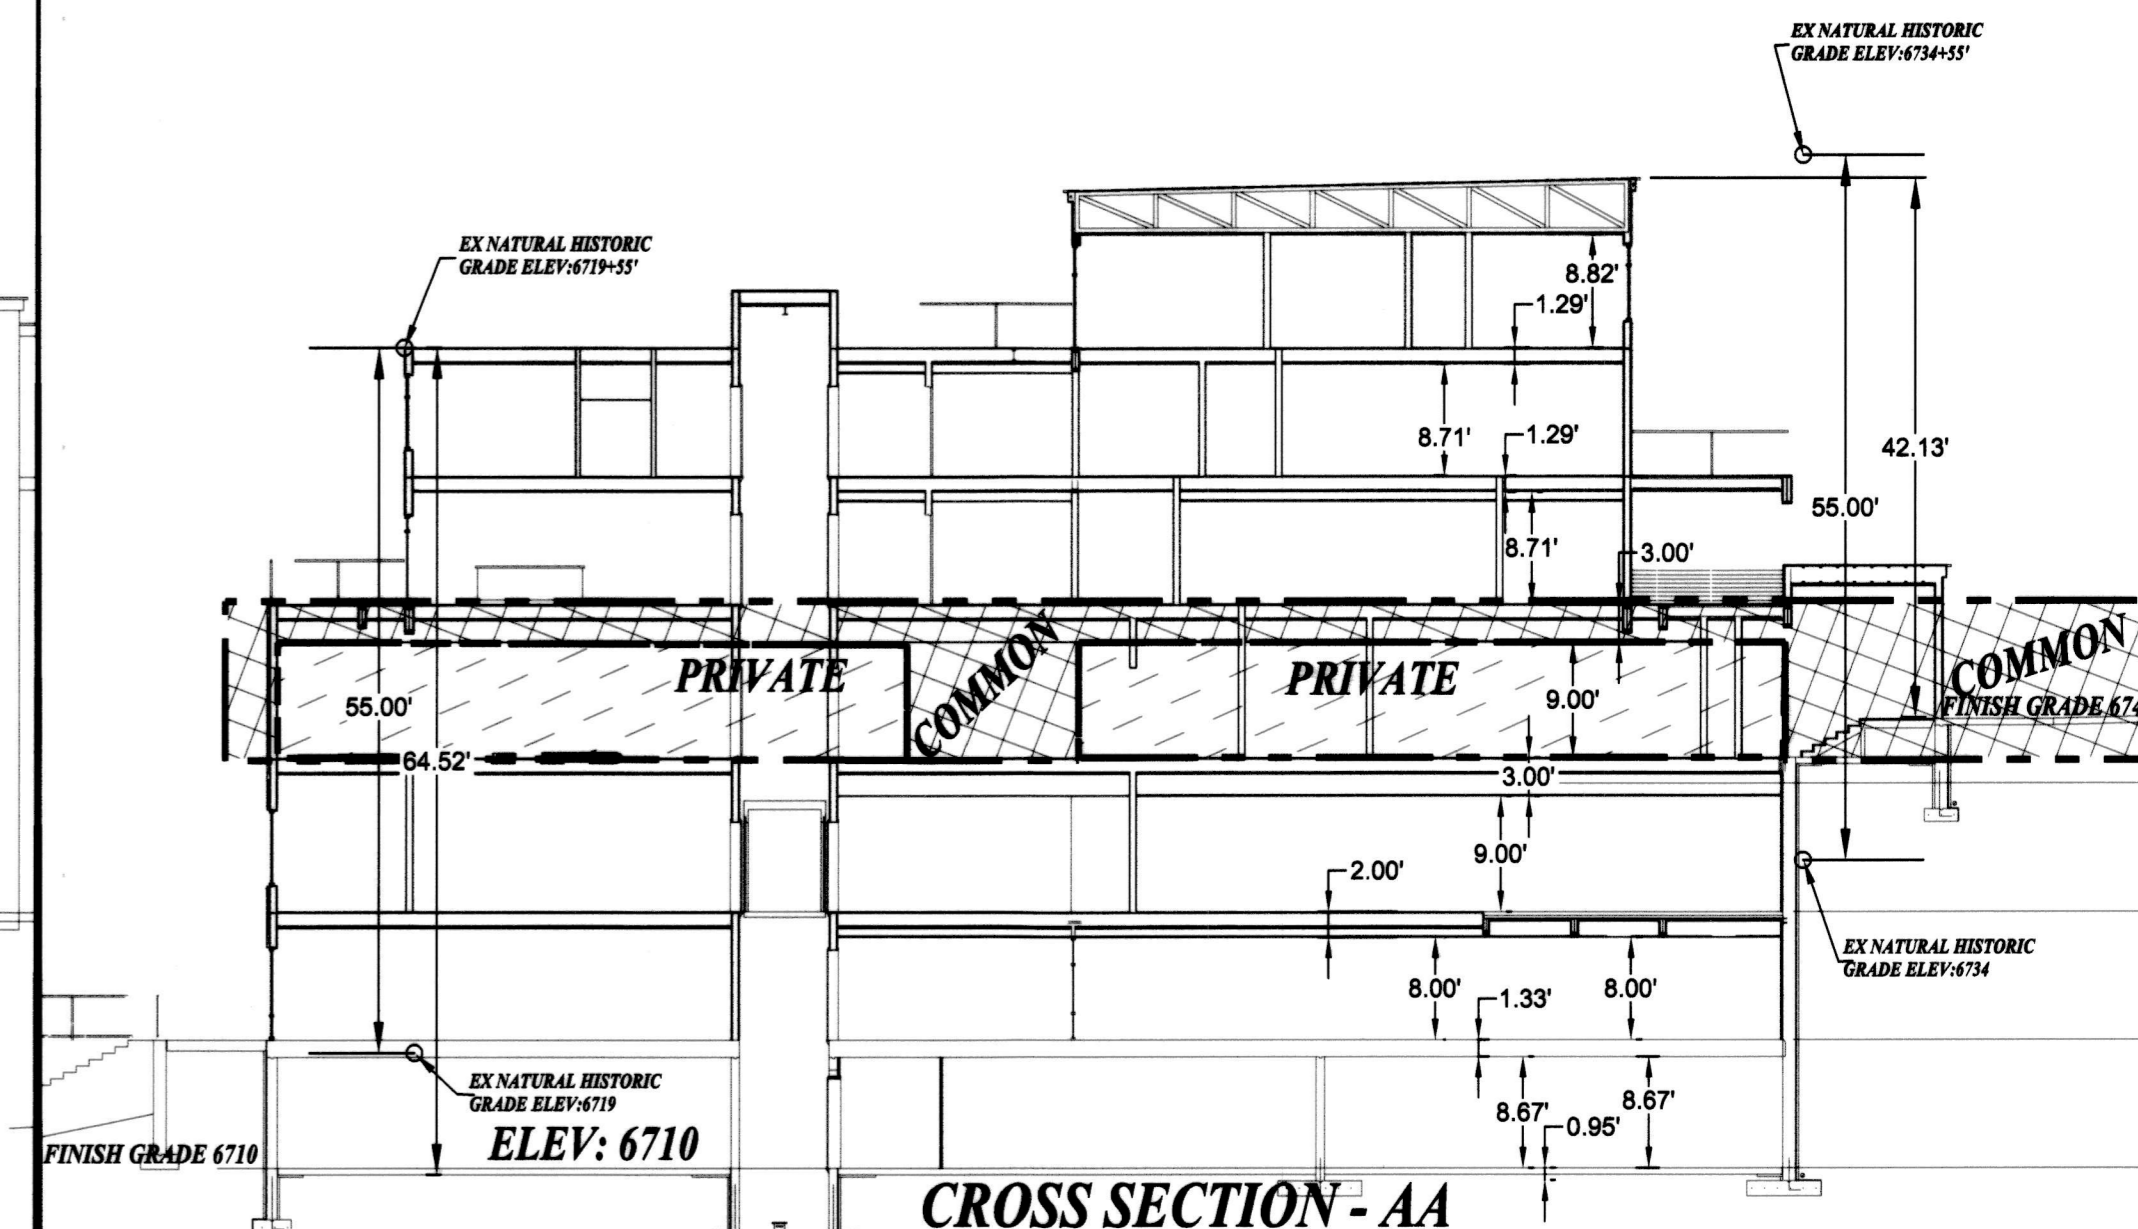 EX NATURAL HISTORIC
GRADE ELEV:6734+55'
EX NATURAL HISTORIC
GRADE ELEV:6719+55'
8.82'
1.29'
8.71'
1.29'
42.13'
55.00'
8.71'
3.00'
PRIVATE
COMMON
PRIVATE
COMMON
9.00'
55.00'
FINISH GRADE 674
64.52'
3.00'
9.00'
2.00'
EX NATURAL HISTORIC
GRADE ELEV:6734
8.00'
1.33'
8.00'
EX NATURAL HISTORIC
GRADE ELEV:6719
8.67'
8.67'
0.95'
ELEV: 6710
FINISH GRADE 6710
CROSS SECTION - AA